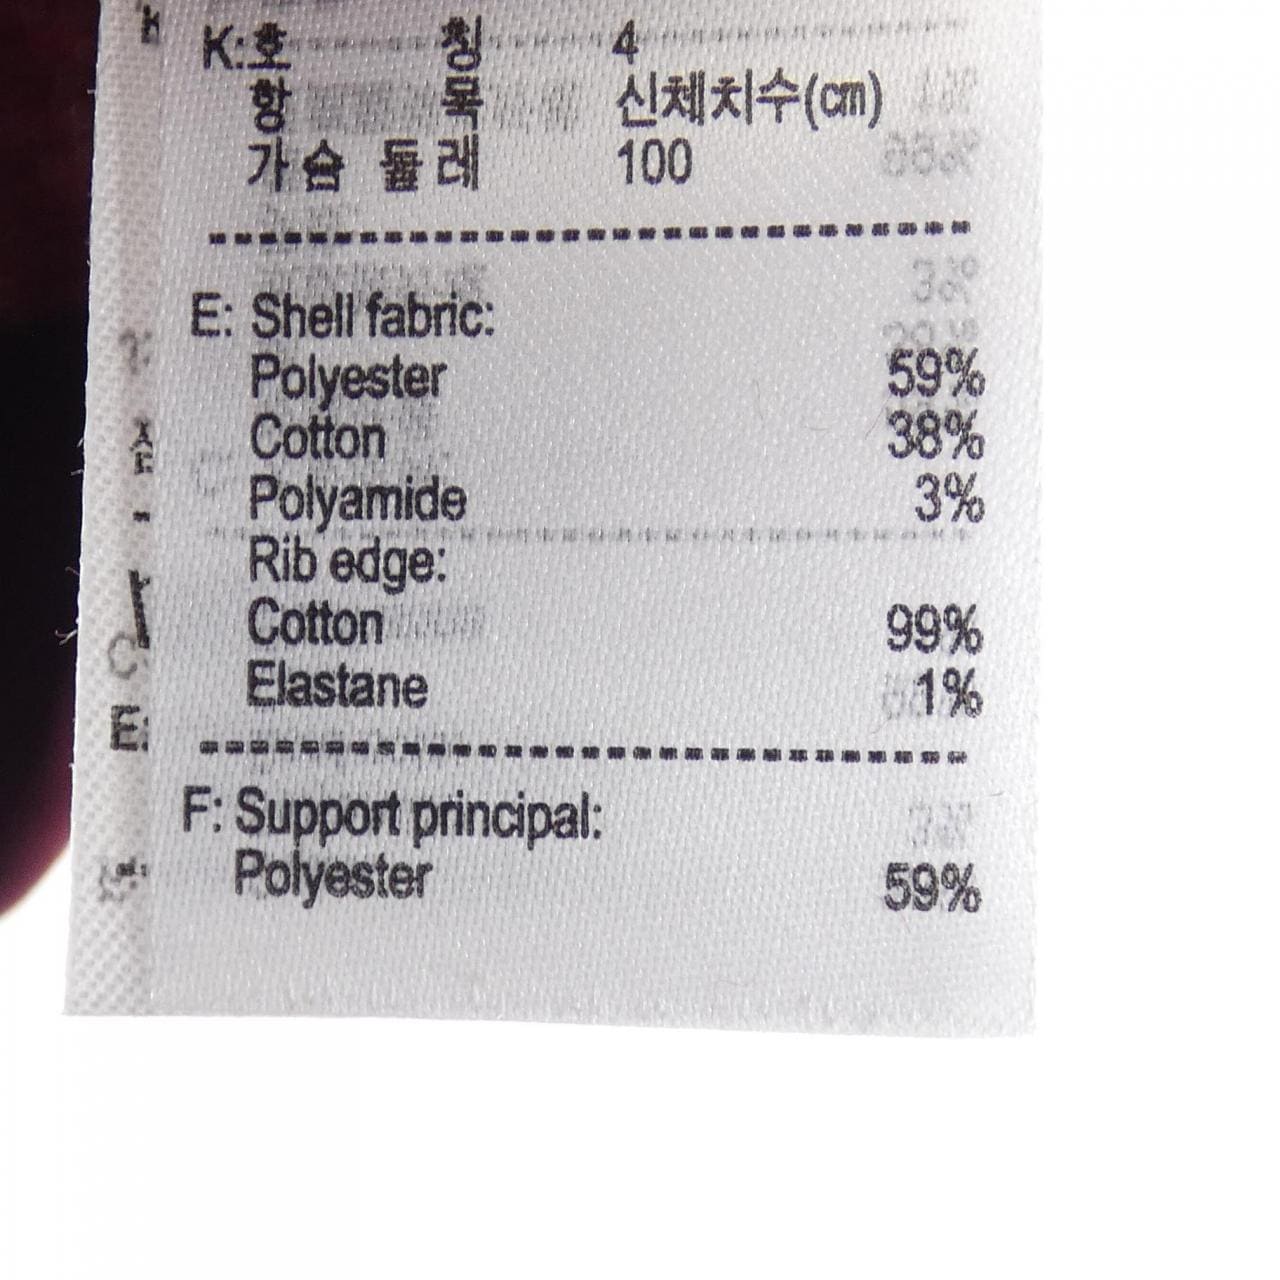 K: 호 칭 4
항 목 신체치수(cm)
가슴 둘레 100
E: Shell fabric:
Polyester 59%
Cotton 38%
Polyamide 3%
Rib edge:
Cotton 99%
Elastane 1%
F: Support principal:
Polyester 59%
E: